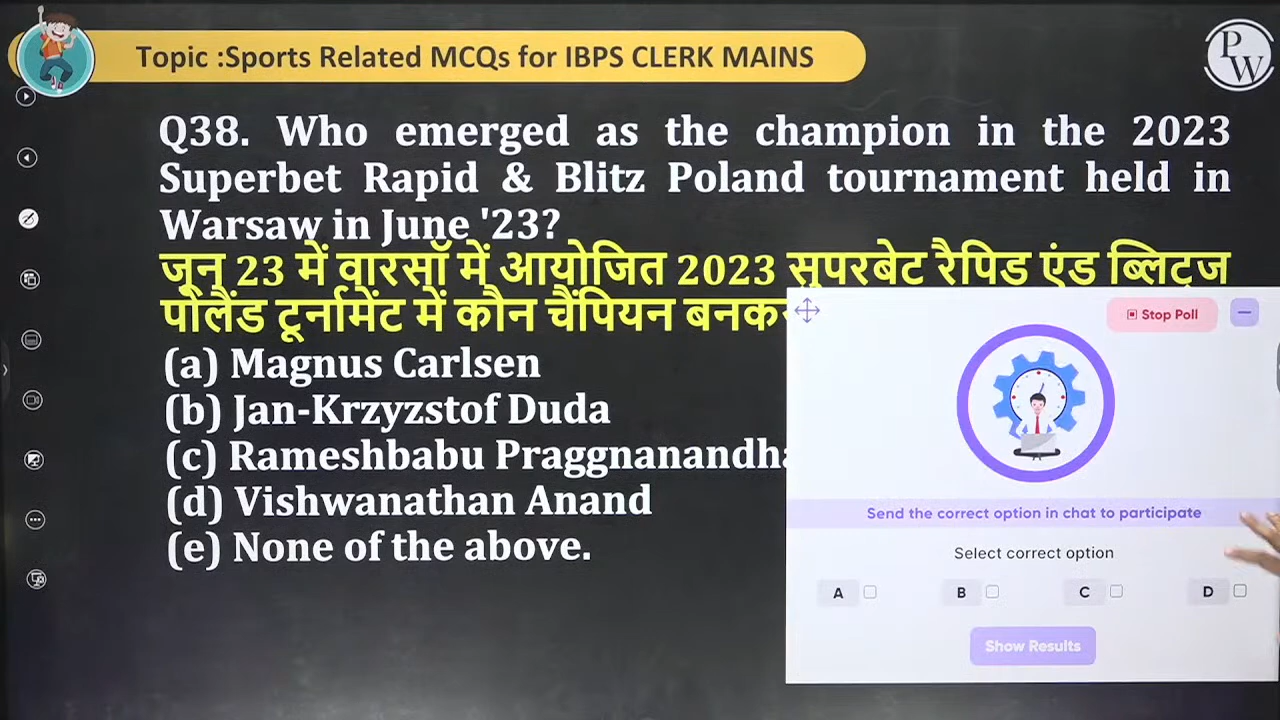 Topic :Sports Related MCQs for IBPS CLERK MAINS
PW
Q38. Who emerged as the champion in the 2023
Superbet Rapid & Blitz Poland tournament held in
Warsaw in June '23?
जून 23 में वारसॉ में आयोजित 2023 सुपरबेट रैपिड एंड ब्लिट्ज
पोलैंड टूर्नामेंट में कौन चैंपियन
(a) Magnus Carlsen
(b) Jan-Krzyzstof Duda
(c) Rameshbabu
(d) Vishwanathan Anand
(e) None of the above.
Stop Poll
Send the correct option in chat to participate
Select correct option
A B C D
Show Results